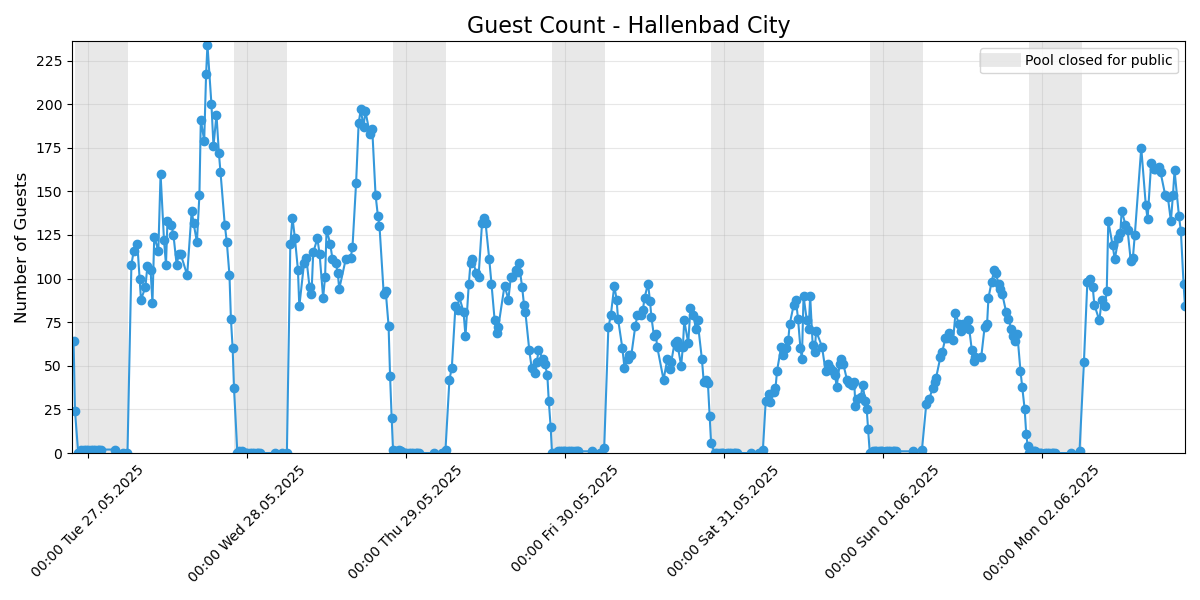 Guest Count - Hallenbad City
Pool closed for public
Number of Guests
225
200
175
150
125
100
75
50
25
0
00:00 Tue 27.05.2025
00:00 Wed 28.05.2025
00:00 Thu 29.05.2025
00:00 Fri 30.05.2025
00:00 Sat 31.05.2025
00:00 Sun 01.06.2025
00:00 Mon 02.06.2025